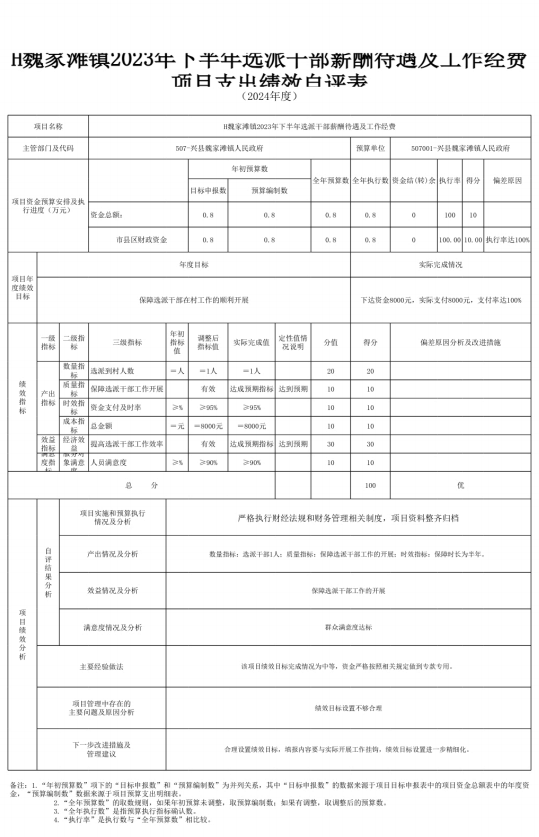 H魏家滩镇2023年下半年选派干部薪酬待遇及工作经费
项目支出绩效自评表
（2024年度）
项目名称 H魏家滩镇2023年下半年选派干部薪酬待遇及工作经费
主管部门及代码 507-兴县魏家滩镇人民政府 预算单位 507001-兴县魏家滩镇人民政府
项目资金预算安排及执行进度（万元） 年初预算数 全年预算数 全年执行数 资金结(转)余 执行率 得分 偏差原因
目标申报数 预算编制数
资金总额： 0.8 0.8 0.8 0.8 0 100 10
市县区财政资金 0.8 0.8 0.8 0.8 0 100.00 10.00 执行率达100%
项目年度绩效目标 年度目标 实际完成情况
保障选派干部在村工作的顺利开展 下达资金8000元，实际支付8000元，支付率达100%
绩效指标 一级指标 二级指标 三级指标 年初指标值 调整后指标值 实际完成值 定性值情况说明 分值 得分 偏差原因分析及改进措施
产出指标 数量指标 选派到村人数 ＝人 ＝1人 ＝1人 20 20
质量指标 保障选派干部工作开展 有效 达成预期指标 达到预期 10 10
时效指标 资金支付及时率 ≥% ≥95% ≥95% 10 10
成本指标 总金额 ＝元 ＝8000元 ＝8000元 10 10
效益指标 经济效益 提高选派干部工作效率 有效 达成预期指标 达到预期 30 30
满意度指标 服务对象满意度 人员满意度 ≥% ≥90% ≥90% 10 10
总 分 100 优
项目绩效分析 自评结果分析 项目实施和预算执行情况及分析 严格执行财经法规和财务管理相关制度，项目资料整齐归档
产出情况及分析 数量指标：选派干部1人；质量指标：保障选派干部工作的开展；时效指标：保障时长为半年。
效益情况及分析 保障选派干部工作的开展
满意度情况及分析 群众满意度达标
主要经验做法 该项目绩效目标完成情况为中等，资金严格按照相关规定做到专款专用。
项目管理中存在的主要问题及原因分析 绩效目标设置不够合理
下一步改进措施及管理建议 合理设置绩效目标，填报内容要与实际开展工作挂钩，绩效目标设置进一步精细化。
备注：1.“年初预算数”项下的“目标申报数”和“预算编制数”为并列关系，其中“目标申报数”的数据来源于项目目标申报表中的项目资金总额表中的年度资
金，“预算编制数”数据来源于项目预算支出明细表。
2.“全年预算数”的取数规则，如果年初预算未调整，取预算编制数；如果有调整，取调整后的预算数。
3.“全年执行数”是指预算执行指标确认数。
4.“执行率”是执行数与“全年预算数”相比较。